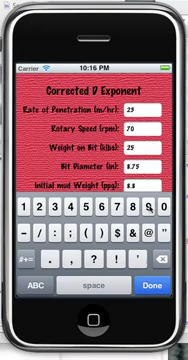 Carrier 10:16 PM
Corrected D Exponent
Rate of Penetration (m/hr): 23
Rotary Speed (rpm): 70
Weight on Bit (klbs): 25
Bit Diameter (in): 8.75
Initial mud Weight (ppg): 8.8
1 2 3 4 5 6 7 8 9 0
- / : ; ( ) $ & @ "
#+= . , ? ! '
ABC space Done